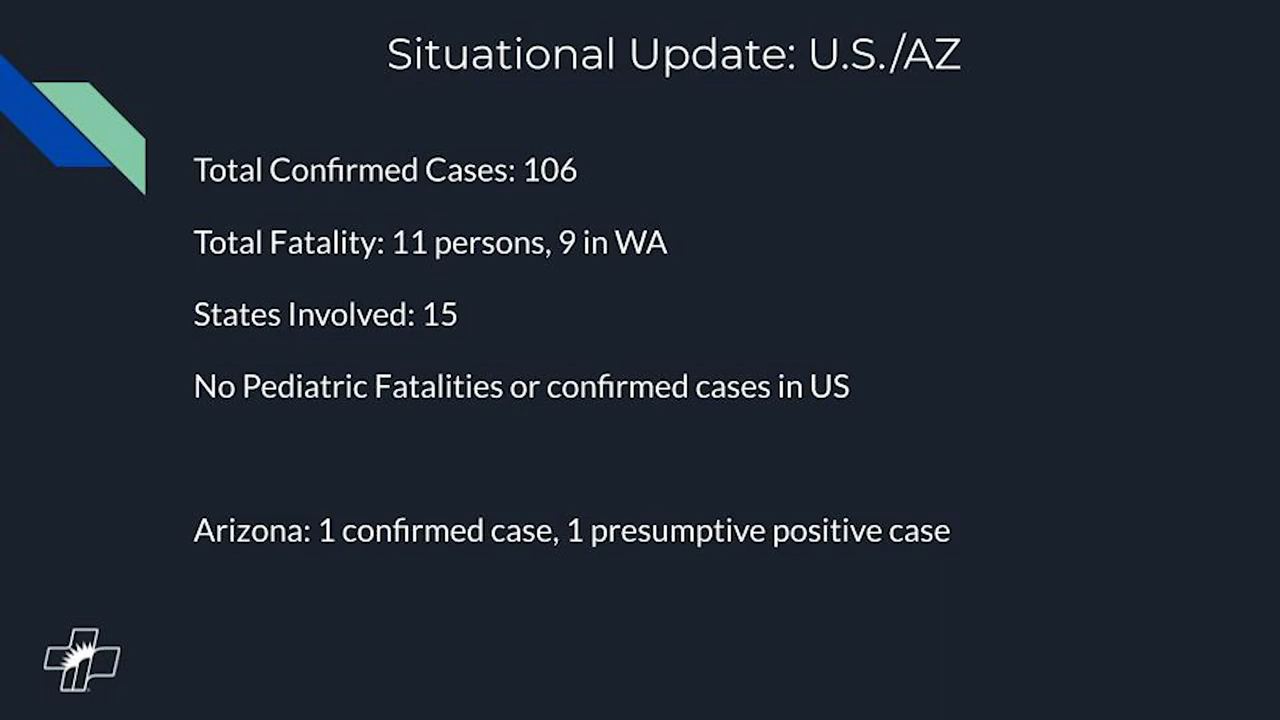 Situational Update: U.S./AZ
Total Confirmed Cases: 106
Total Fatality: 11 persons, 9 in WA
States Involved: 15
No Pediatric Fatalities or confirmed cases in US
Arizona: 1 confirmed case, 1 presumptive positive case